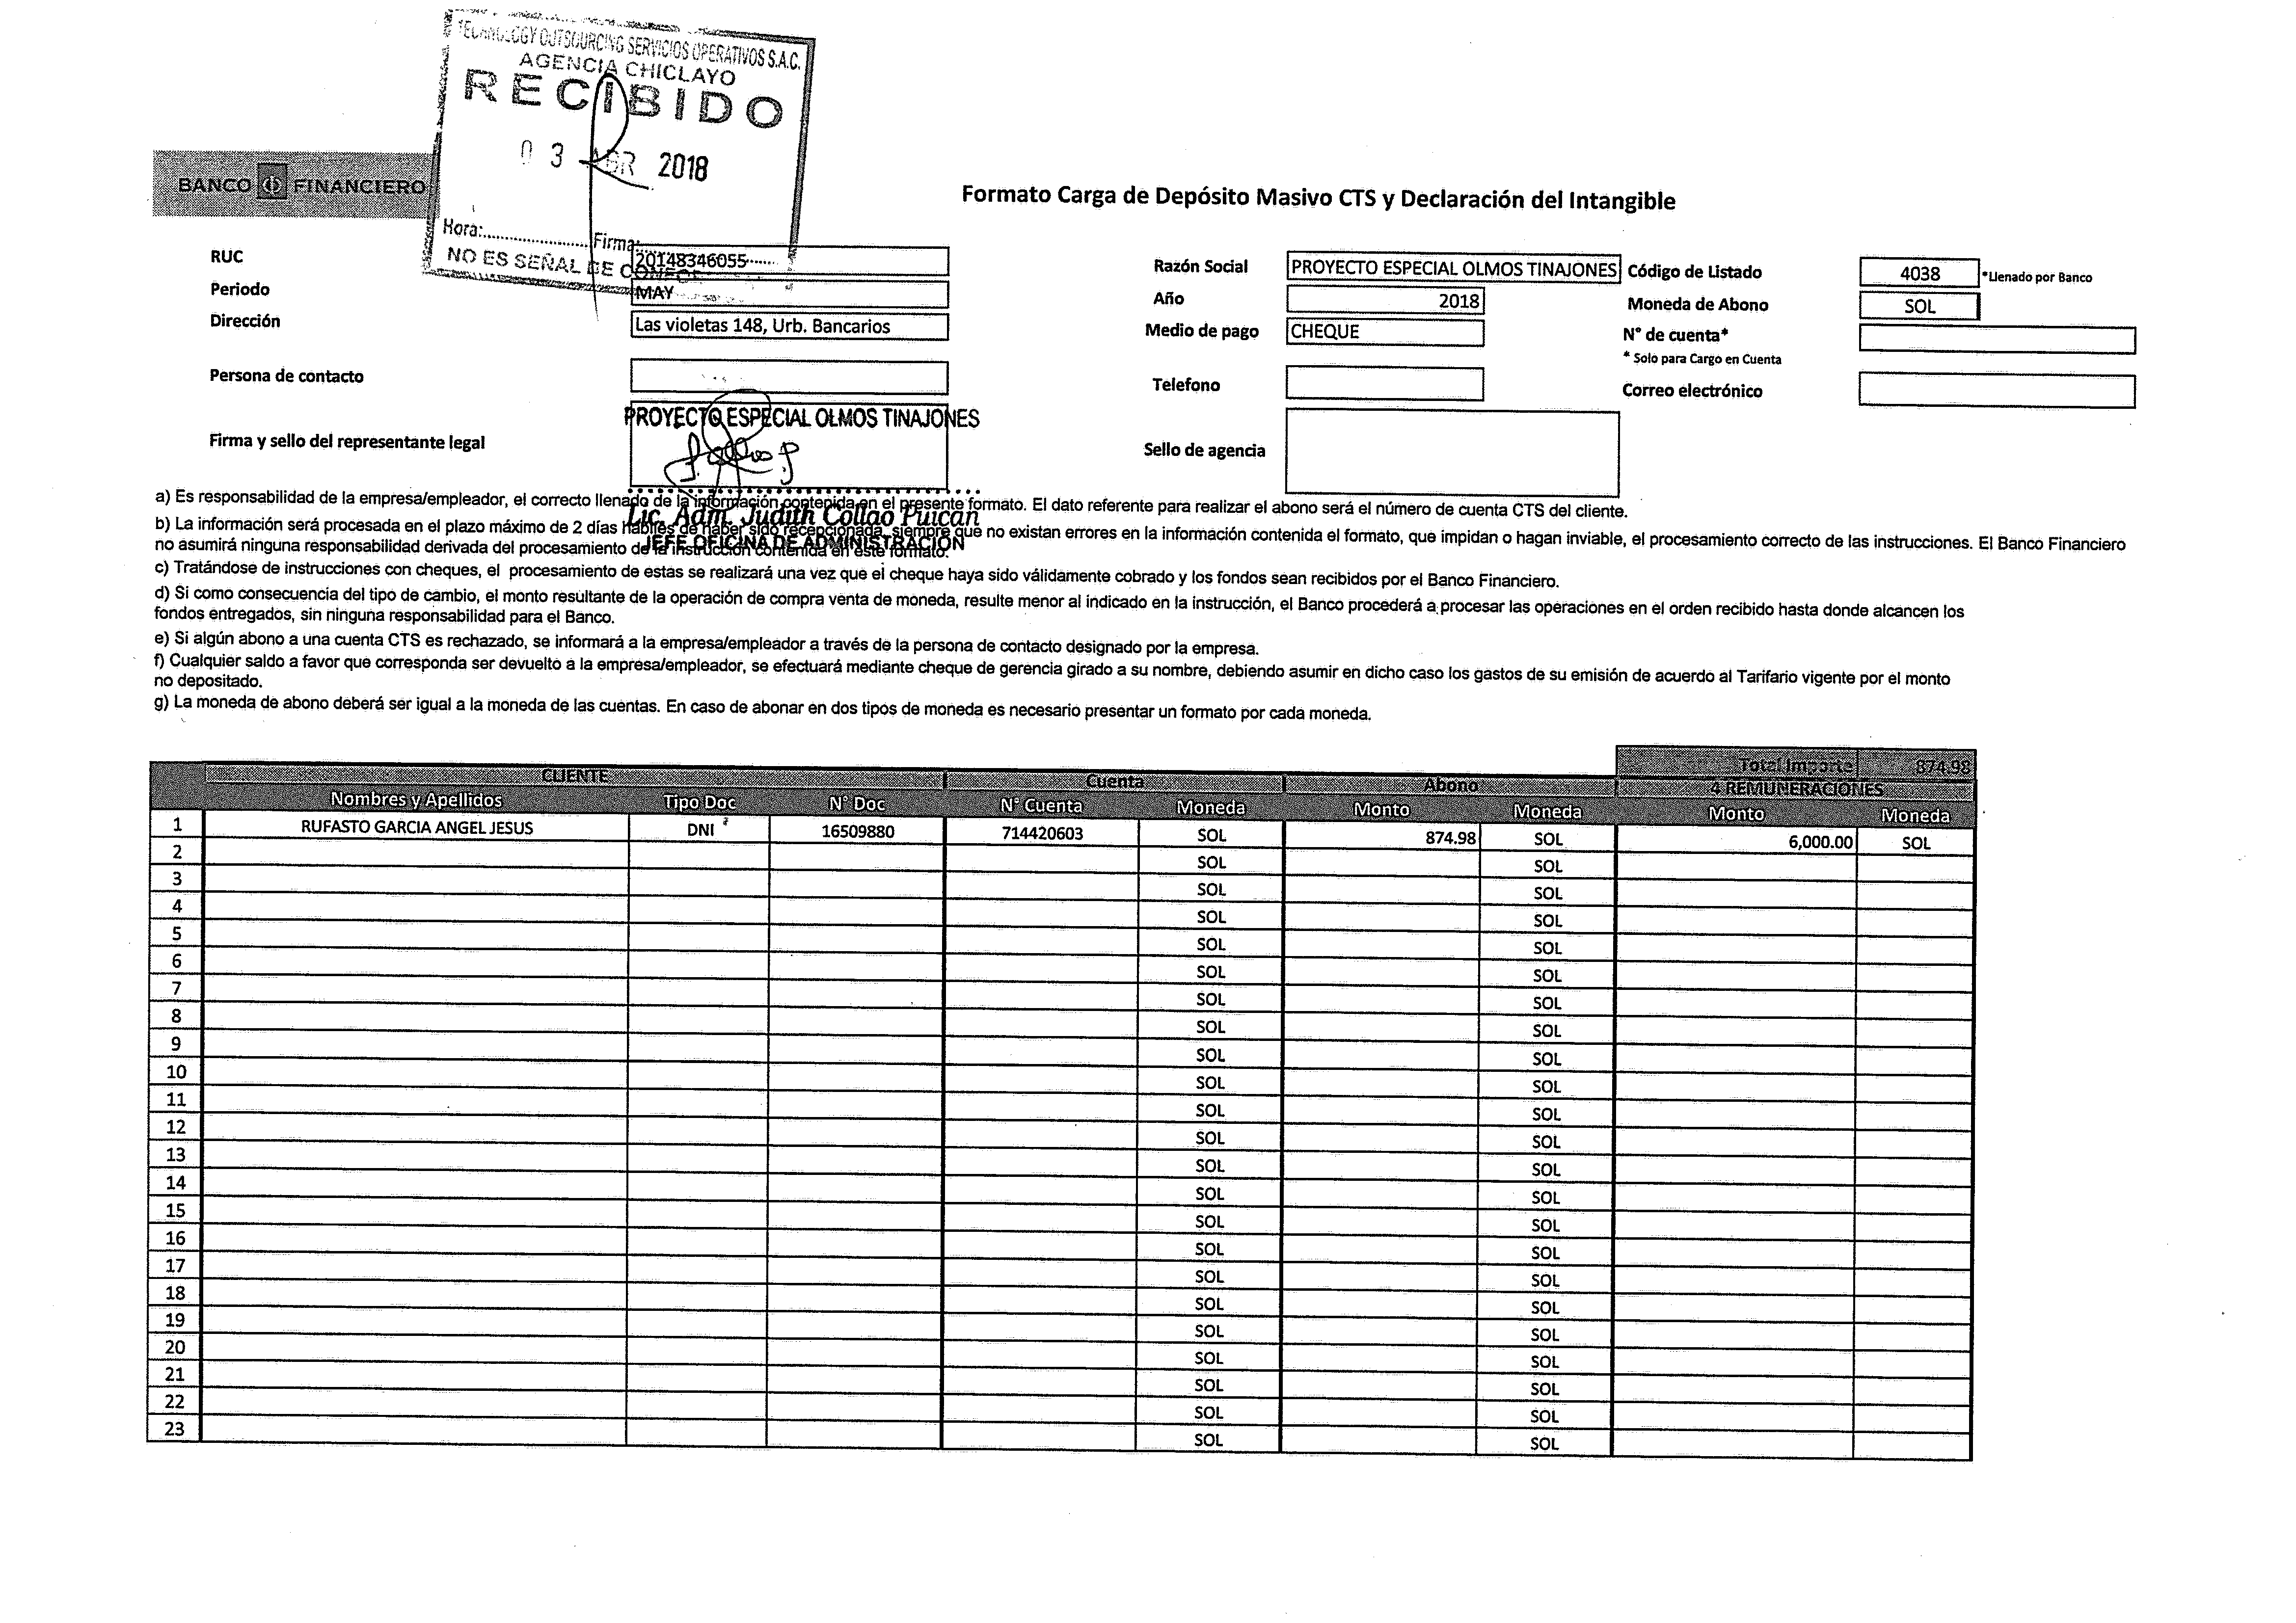 TECHNOLOGY OUTSOURCING SERVICIOS OPERATIVOS S.A.C.
AGENCIA CHICLAYO
RECIBIDO
03 ABR 2018
Hora:.....................Firma:
NO ES SEÑAL DE
BANCO FINANCIERO
Formato Carga de Depósito Masivo CTS y Declaración del Intangible
RUC 20148346055 Razón Social PROYECTO ESPECIAL OLMOS TINAJONES Código de Listado 4038 *Llenado por Banco
Periodo MAY Año 2018 Moneda de Abono SOL
Dirección Las violetas 148, Urb. Bancarios Medio de pago CHEQUE N° de cuenta*
* Solo para Cargo en Cuenta
Persona de contacto Telefono Correo electrónico
PROYECTO ESPECIAL OLMOS TINAJONES
Firma y sello del representante legal Sello de agencia
Lic. Adm. Judith Collao Puican
JEFE OFICINA DE ADMINISTRACIÓN
a) Es responsabilidad de la empresa/empleador, el correcto llenado de la información contenida en el presente formato. El dato referente para realizar el abono será el número de cuenta CTS del cliente.
b) La información será procesada en el plazo máximo de 2 días hábiles de haber sido recepcionada, siempre que no existan errores en la información contenida el formato, que impidan o hagan inviable, el procesamiento correcto de las instrucciones. El Banco Financiero
no asumirá ninguna responsabilidad derivada del procesamiento de la instrucción contenida en este formato.
c) Tratándose de instrucciones con cheques, el procesamiento de estas se realizará una vez que el cheque haya sido válidamente cobrado y los fondos sean recibidos por el Banco Financiero.
d) Si como consecuencia del tipo de cambio, el monto resultante de la operación de compra venta de moneda, resulte menor al indicado en la instrucción, el Banco procederá a procesar las operaciones en el orden recibido hasta donde alcancen los
fondos entregados, sin ninguna responsabilidad para el Banco.
e) Si algún abono a una cuenta CTS es rechazado, se informará a la empresa/empleador a través de la persona de contacto designado por la empresa.
f) Cualquier saldo a favor que corresponda ser devuelto a la empresa/empleador, se efectuará mediante cheque de gerencia girado a su nombre, debiendo asumir en dicho caso los gastos de su emisión de acuerdo al Tarifario vigente por el monto
no depositado.
g) La moneda de abono deberá ser igual a la moneda de las cuentas. En caso de abonar en dos tipos de moneda es necesario presentar un formato por cada moneda.
Total Importe 874.98
CLIENTE Cuenta Abono 4 REMUNERACIONES
Nombres y Apellidos Tipo Doc N° Doc N° Cuenta Moneda Monto Moneda Monto Moneda
1 RUFASTO GARCIA ANGEL JESUS DNI 16509880 714420603 SOL 874.98 SOL 6,000.00 SOL
2 SOL SOL
3 SOL SOL
4 SOL SOL
5 SOL SOL
6 SOL SOL
7 SOL SOL
8 SOL SOL
9 SOL SOL
10 SOL SOL
11 SOL SOL
12 SOL SOL
13 SOL SOL
14 SOL SOL
15 SOL SOL
16 SOL SOL
17 SOL SOL
18 SOL SOL
19 SOL SOL
20 SOL SOL
21 SOL SOL
22 SOL SOL
23 SOL SOL